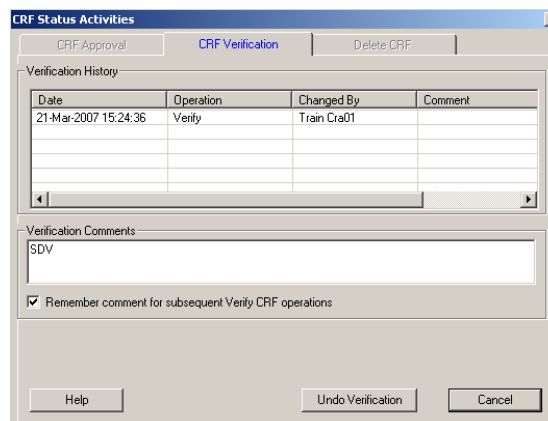 CRF Status Activities
CRF Approval CRF Verification Delete CRF
Verification History
Date Operation Changed By Comment
21-Mar-2007 15:24:36 Verify Train Cra01
Verification Comments
SDV
Remember comment for subsequent Verify CRF operations
Help Undo Verification Cancel